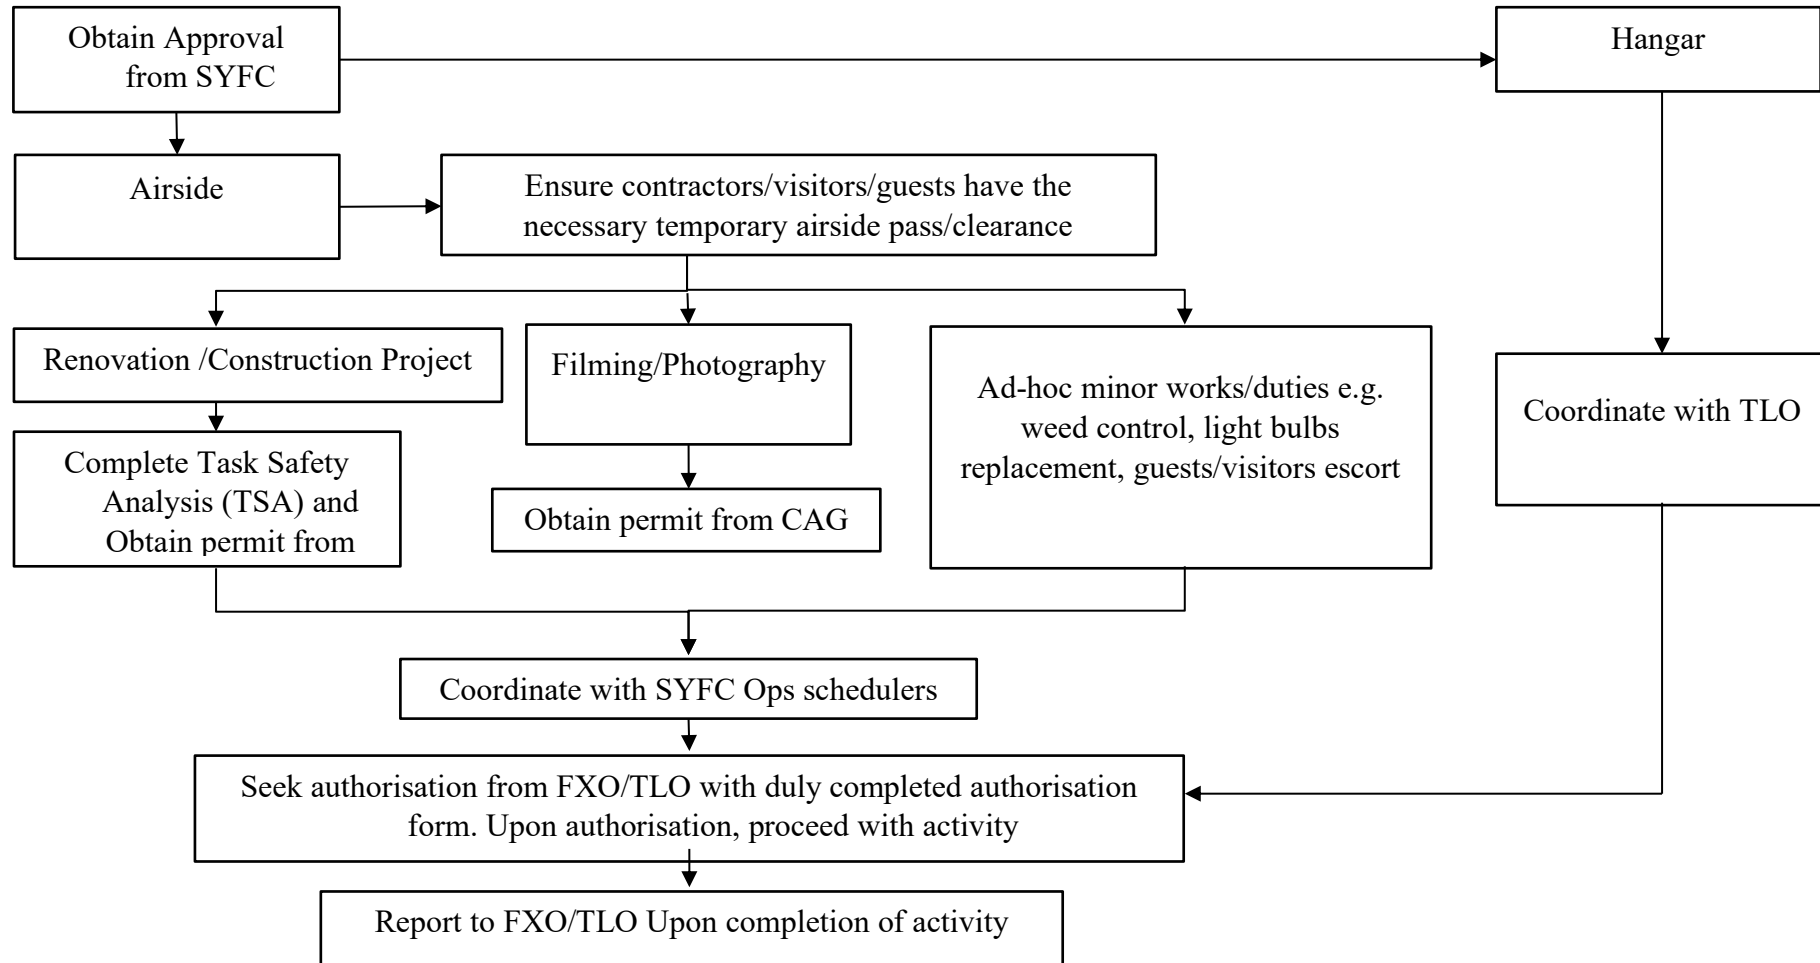 Obtain Approval
from SYFC
Hangar
Airside
Ensure contractors/visitors/guests have the
necessary temporary airside pass/clearance
Renovation /Construction Project
Filming/Photography
Ad-hoc minor works/duties e.g.
weed control, light bulbs
replacement, guests/visitors escort
Coordinate with TLO
Complete Task Safety
Analysis (TSA) and
Obtain permit from
Obtain permit from CAG
Coordinate with SYFC Ops schedulers
Seek authorisation from FXO/TLO with duly completed authorisation
form. Upon authorisation, proceed with activity
Report to FXO/TLO Upon completion of activity